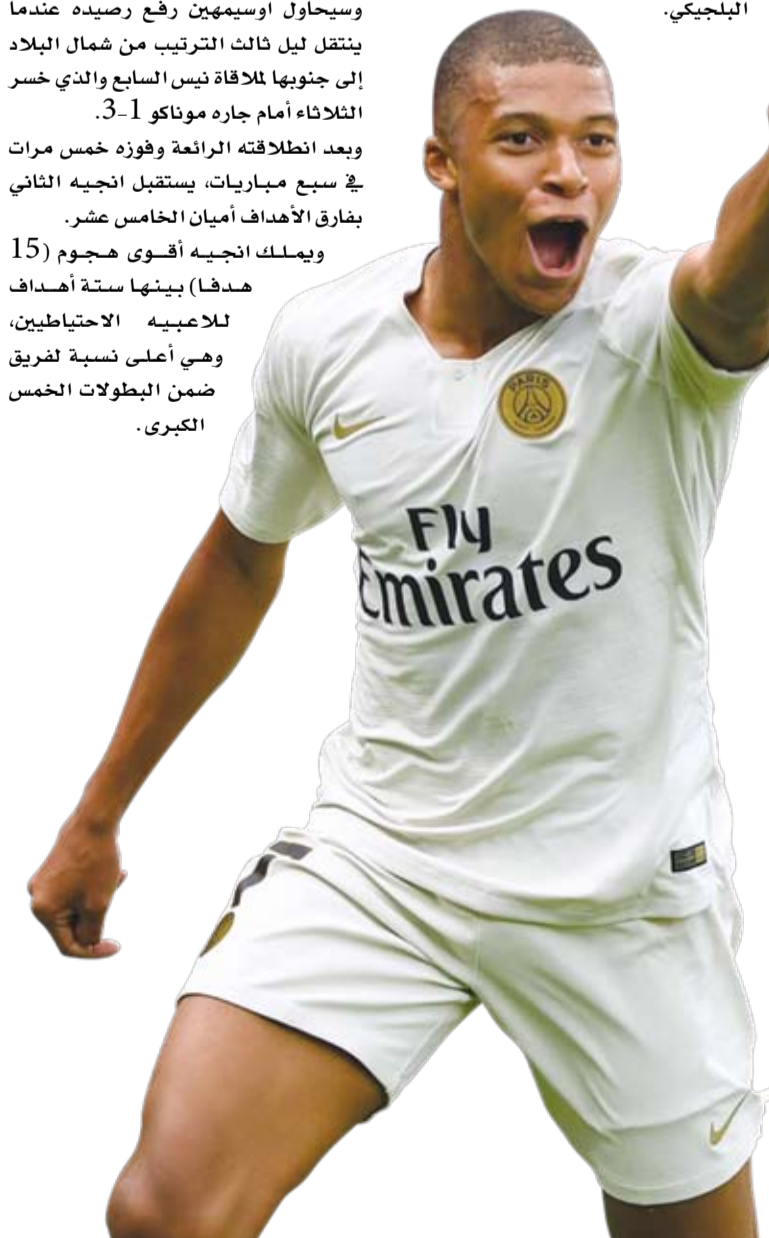 البلجيكي.
وسيحاول اوسيمهين رفع رصيده عندما
ينتقل ليل ثالث الترتيب من شمال البلاد
إلى جنوبها لملاقاة نيس السابع والذي خسر
الثلاثاء أمام جاره موناكو 1-3.
وبعد انطلاقته الرائعة وفوزه خمس مرات
في سبع مباريات، يستقبل انجيه الثاني
بفارق الأهداف أميان الخامس عشر.
ويملك انجيه أقوى هجوم (15
هدفا) بينها ستة أهداف
للاعبيه الاحتياطيين،
وهي أعلى نسبة لفريق
ضمن البطولات الخمس
الكبرى.
PARIS
Fly
Emirates